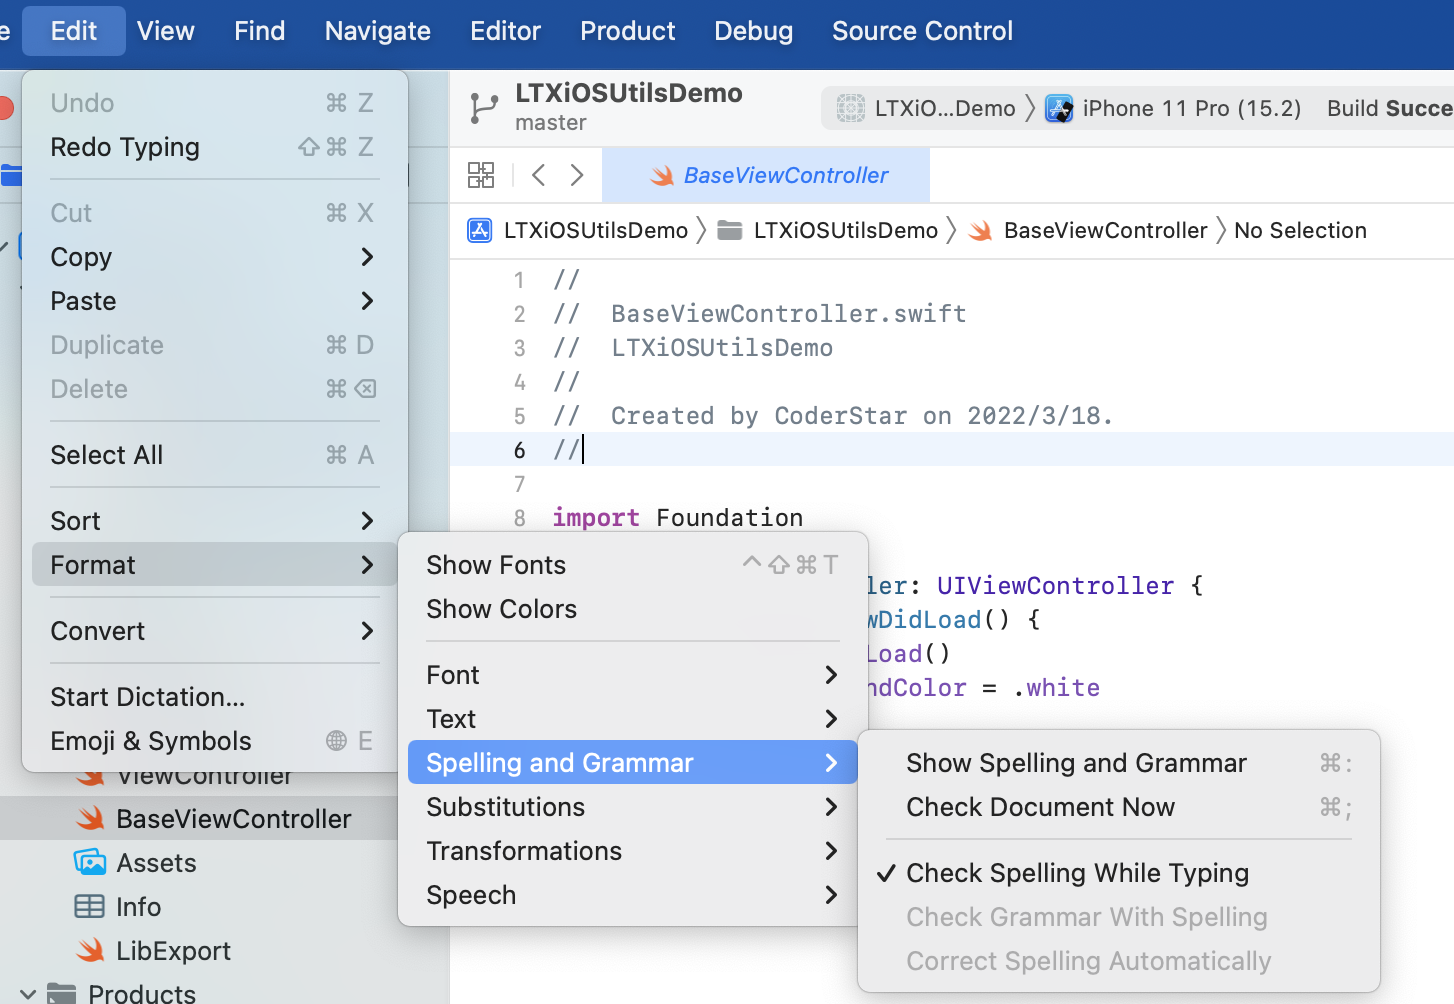 Edit View Find Navigate Editor Product Debug Source Control
Undo ⌘ Z
Redo Typing ⇧⌘ Z
Cut ⌘ X
Copy
Paste
Duplicate ⌘ D
Delete ⌘⌫
Select All ⌘ A
Sort
Format
Convert
Start Dictation...
Emoji & Symbols 🌐 E
ViewController
BaseViewController
Assets
Info
LibExport
Products
LTXiOSUtilsDemo
master
LTXiO...Demo 〉 iPhone 11 Pro (15.2) Build Succe
BaseViewController
LTXiOSUtilsDemo 〉 LTXiOSUtilsDemo 〉 BaseViewController 〉 No Selection
1 //
2 // BaseViewController.swift
3 // LTXiOSUtilsDemo
4 //
5 // Created by CoderStar on 2022/3/18.
6 //
7
8 import Foundation
ler: UIViewController {
wDidLoad() {
Load()
ndColor = .white
Show Fonts ^⇧⌘ T
Show Colors
Font
Text
Spelling and Grammar
Substitutions
Transformations
Speech
Show Spelling and Grammar ⌘:
Check Document Now ⌘;
✓ Check Spelling While Typing
Check Grammar With Spelling
Correct Spelling Automatically